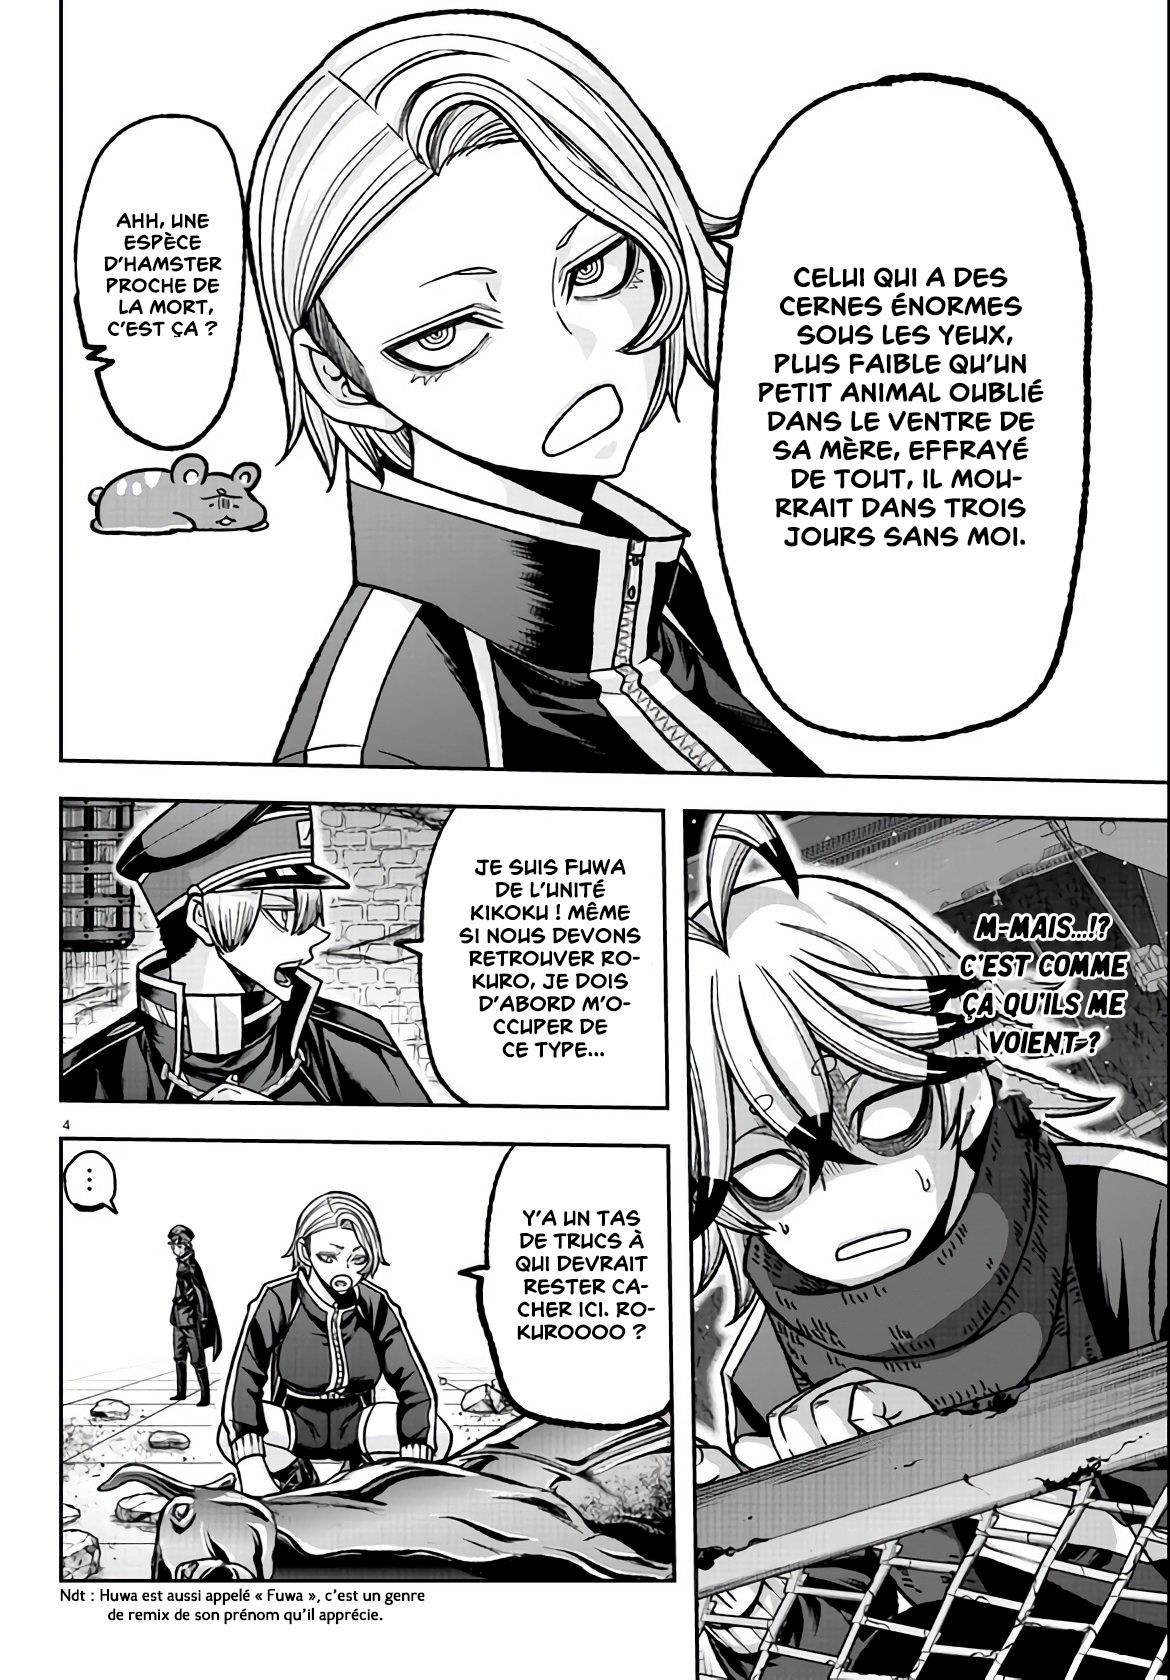 CELUI QUI A DES
CERNES ÉNORMES
SOUS LES YEUX,
PLUS FAIBLE QU'UN
PETIT ANIMAL OUBLIÉ
DANS LE VENTRE DE
SA MÈRE, EFFRAYÉ
DE TOUT, IL MOU-
RRAIT DANS TROIS
JOURS SANS MOI.
AHH, UNE
ESPÈCE
D'HAMSTER
PROCHE DE
LA MORT,
C'EST ÇA ?
M-MAIS...!?
C'EST COMME
ÇA QU'ILS ME
VOIENT ?
JE SUIS FUWA
DE L'UNITÉ
KIKOKU ! MÊME
SI NOUS DEVONS
RETROUVER RO-
KURO, JE DOIS
D'ABORD M'O-
CCUPER DE
CE TYPE...
4
Y'A UN TAS
DE TRUCS À
QUI DEVRAIT
RESTER CA-
CHER ICI. RO-
KUROOOO ?
...
Ndt : Huwa est aussi appelé « Fuwa », c'est un genre
de remix de son prénom qu'il apprécie.